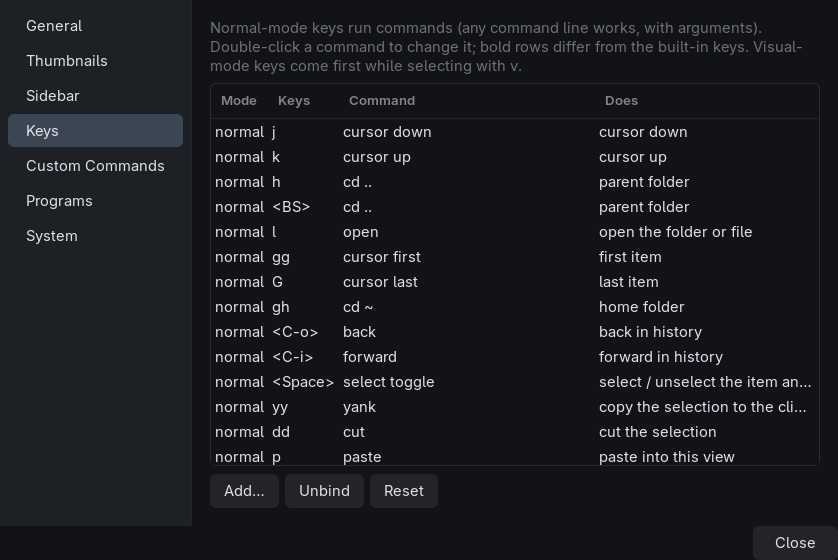 General
Thumbnails
Sidebar
Keys
Custom Commands
Programs
System
Normal-mode keys run commands (any command line works, with arguments).
Double-click a command to change it; bold rows differ from the built-in keys. Visual-
mode keys come first while selecting with v.
Mode Keys Command Does
normal j cursor down cursor down
normal k cursor up cursor up
normal h cd .. parent folder
normal <BS> cd .. parent folder
normal l open open the folder or file
normal gg cursor first first item
normal G cursor last last item
normal gh cd ~ home folder
normal <C-o> back back in history
normal <C-i> forward forward in history
normal <Space> select toggle select / unselect the item an...
normal yy yank copy the selection to the cli...
normal dd cut cut the selection
normal p paste paste into this view
Add... Unbind Reset
Close